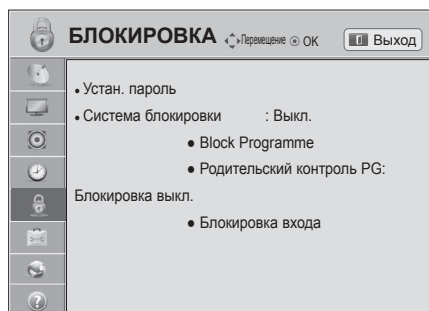 БЛОКИРОВКА Перемещение OK Выход
• Устан. пароль
• Система блокировки : Выкл.
● Block Programme
● Родительский контроль PG:
Блокировка выкл.
● Блокировка входа